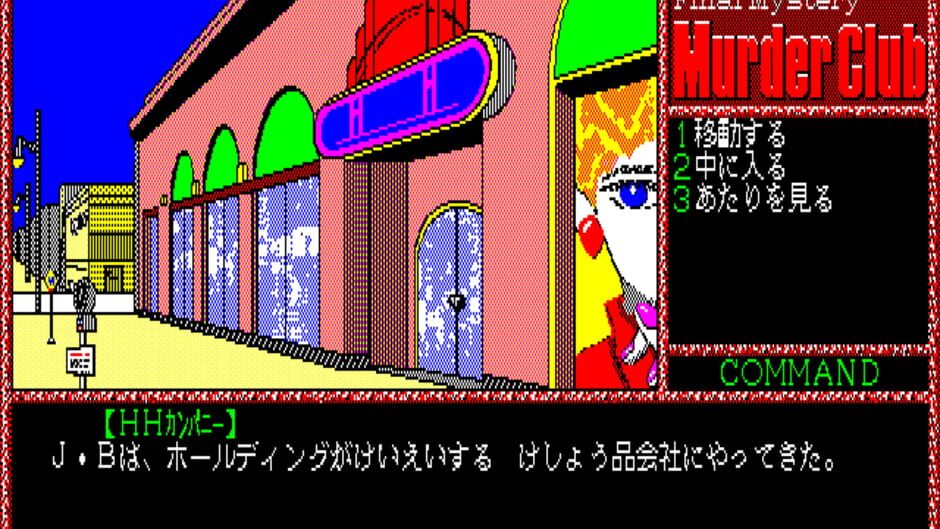 Final Mystery
Murder Club
1 移動する
2 中に入る
3 あたりを見る
COMMAND
【HHｶﾝﾊﾟﾆｰ】
J・Bは、ホールディングがけいえいする　けしょう品会社にやってきた。